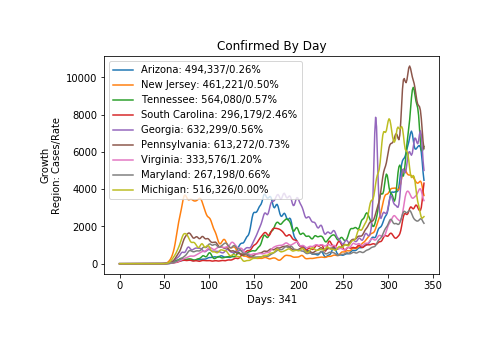 Confirmed By Day
Growth
Region: Cases/Rate
10000
8000
6000
4000
2000
0
Arizona: 494,337/0.26%
New Jersey: 461,221/0.50%
Tennessee: 564,080/0.57%
South Carolina: 296,179/2.46%
Georgia: 632,299/0.56%
Pennsylvania: 613,272/0.73%
Virginia: 333,576/1.20%
Maryland: 267,198/0.66%
Michigan: 516,326/0.00%
0 50 100 150 200 250 300 350
Days: 341